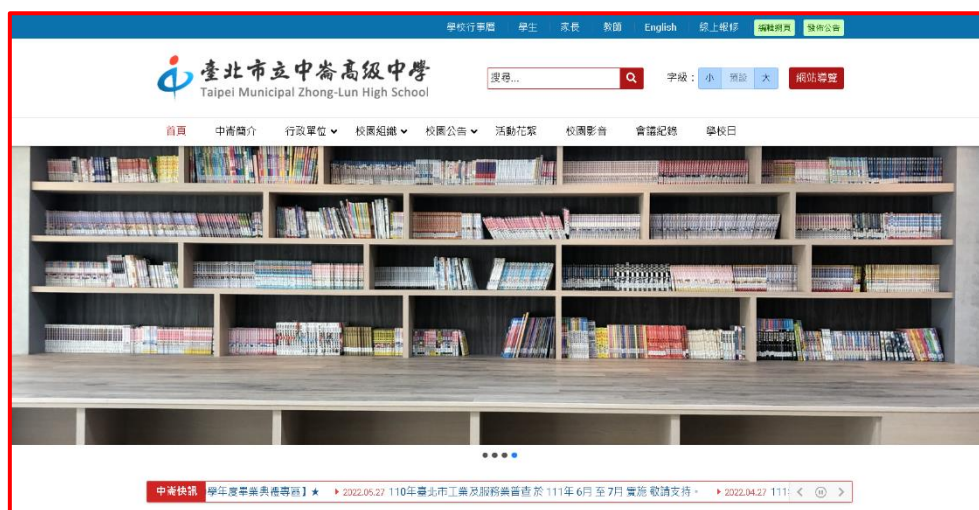 學校行事曆 學生 家長 教師 English 線上報修 編輯網頁 發佈公告
臺北市立中崙高級中學
Taipei Municipal Zhong-Lun High School
搜尋... 字級： 小 預設 大 網站導覽
首頁 中崙簡介 行政單位 校園組織 校園公告 活動花絮 校園影音 會議紀錄 學校日
中崙快訊 學年度畢業典禮專區】★ 2022.05.27 110年臺北市工業及服務業普查 於 111年 6月 至 7月 實施 敬請支持。 2022.04.27 111